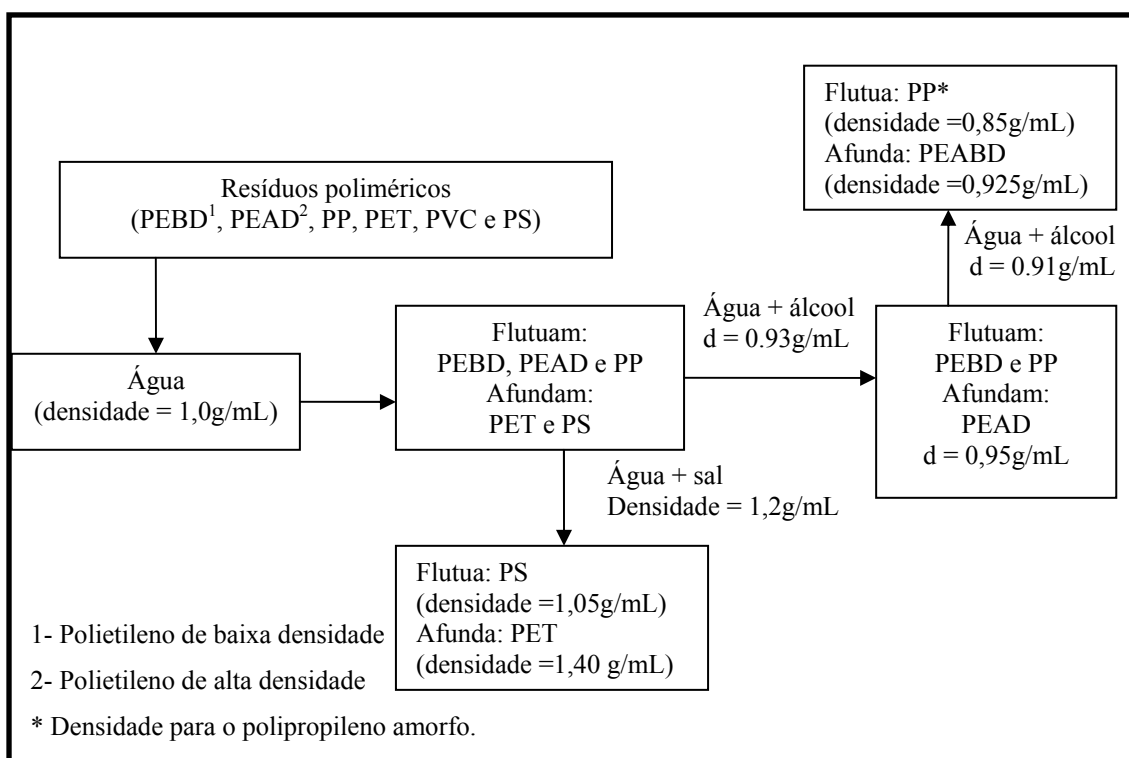 Resíduos poliméricos
(PEBD¹, PEAD², PP, PET, PVC e PS)
Água
(densidade = 1,0g/mL)
Flutuam:
PEBD, PEAD e PP
Afundam:
PET e PS
Água + álcool
d = 0.93g/mL
Flutuam:
PEBD e PP
Afundam:
PEAD
d = 0,95g/mL
Água + álcool
d = 0.91g/mL
Flutua: PP*
(densidade =0,85g/mL)
Afunda: PEABD
(densidade =0,925g/mL)
Água + sal
Densidade = 1,2g/mL
Flutua: PS
(densidade =1,05g/mL)
Afunda: PET
(densidade =1,40 g/mL)
1- Polietileno de baixa densidade
2- Polietileno de alta densidade
* Densidade para o polipropileno amorfo.